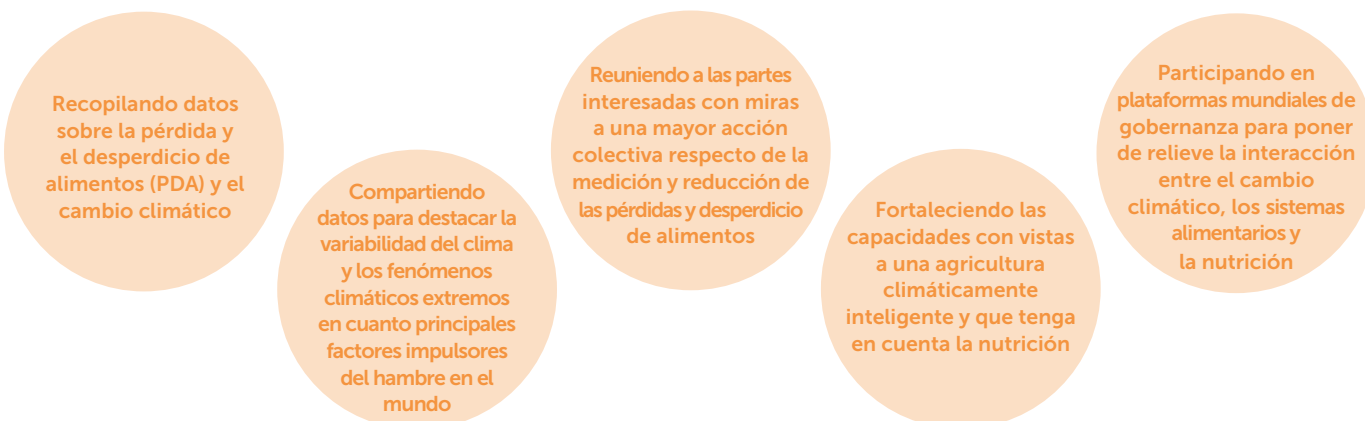 Recopilando datos
sobre la pérdida y
el desperdicio de
alimentos (PDA) y el
cambio climático
Compartiendo
datos para destacar la
variabilidad del clima
y los fenómenos
climáticos extremos
en cuanto principales
factores impulsores
del hambre en el
mundo
Reuniendo a las partes
interesadas con miras
a una mayor acción
colectiva respecto de la
medición y reducción de
las pérdidas y desperdicio
de alimentos
Fortaleciendo las
capacidades con vistas
a una agricultura
climáticamente
inteligente y que tenga
en cuenta la nutrición
Participando en
plataformas mundiales de
gobernanza para poner
de relieve la interacción
entre el cambio
climático, los sistemas
alimentarios y
la nutrición